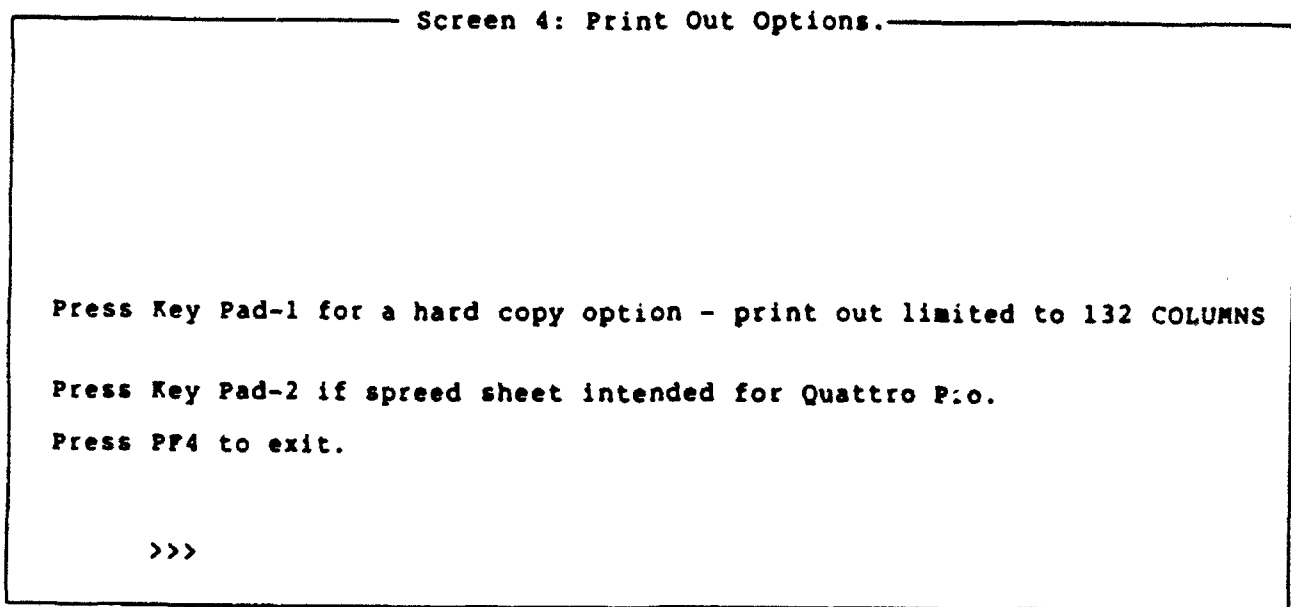 Screen 4: Print Out Options.
Press Key Pad-1 for a hard copy option - print out limited to 132 COLUMNS
Press Key Pad-2 if spreed sheet intended for Quattro Pro.
Press PF4 to exit.
>>>